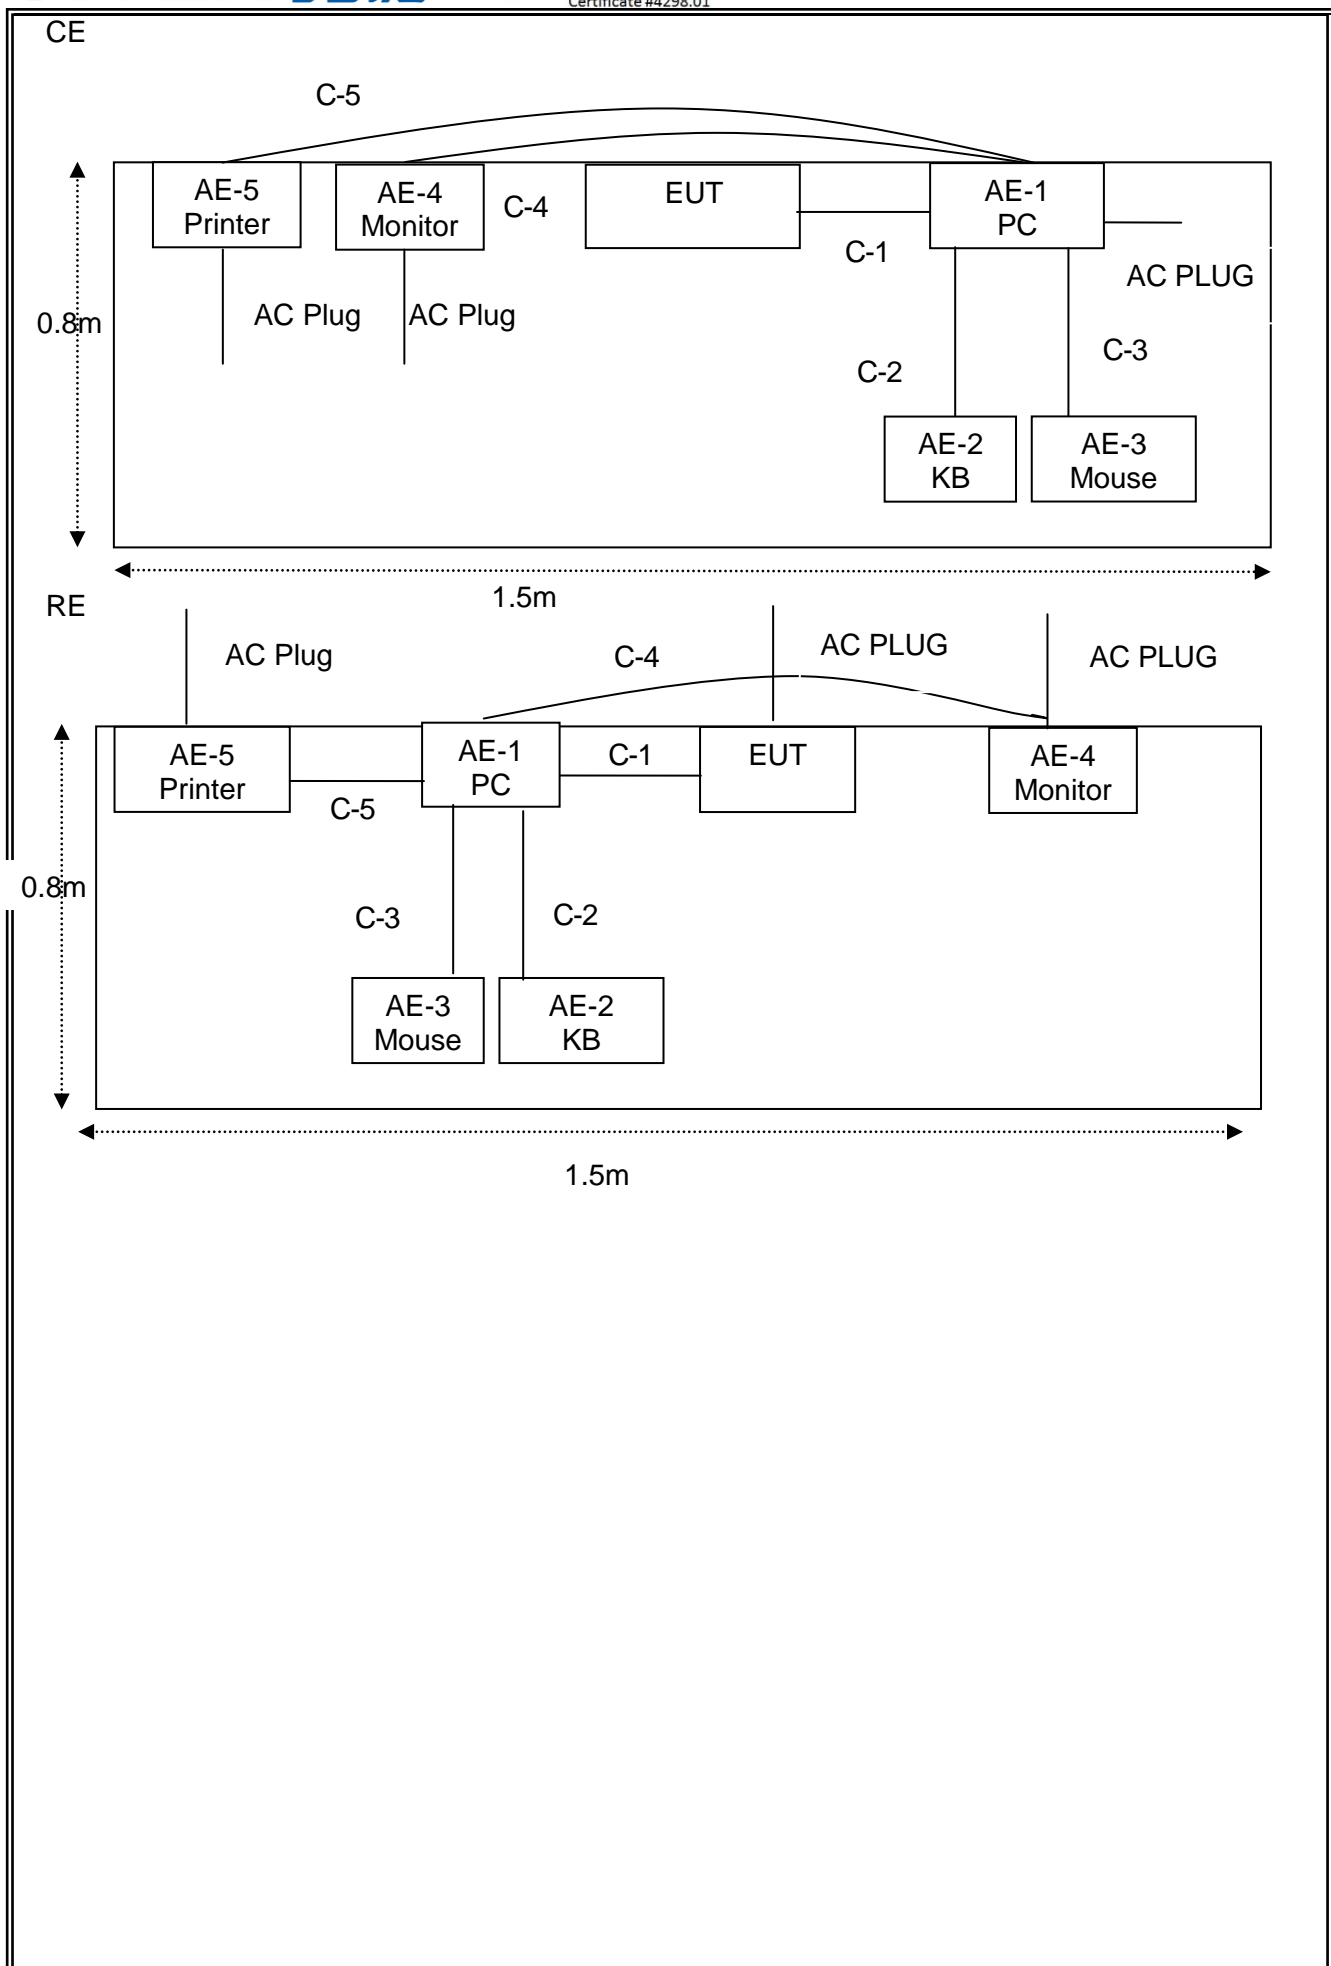 Certificate #4298.01
CE
C-5
AE-5
Printer
AE-4
Monitor
C-4
EUT
C-1
AE-1
PC
AC PLUG
AC Plug
AC Plug
0.8m
C-2
C-3
AE-2
KB
AE-3
Mouse
1.5m
RE
AC Plug
C-4
AC PLUG
AC PLUG
AE-5
Printer
C-5
AE-1
PC
C-1
EUT
AE-4
Monitor
0.8m
C-3
C-2
AE-3
Mouse
AE-2
KB
1.5m